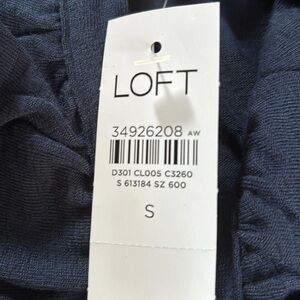 LOFT
34926208 AW
D301 CL00S C3260
S 613184 SZ 600
S